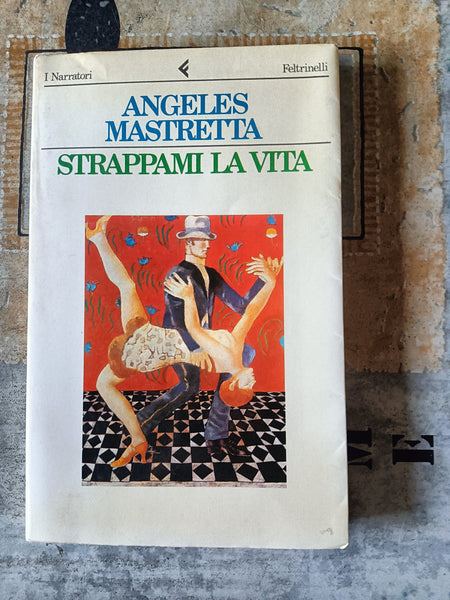 I Narratori Feltrinelli
ANGELES
MASTRETTA
STRAPPAMI LA VITA
M E